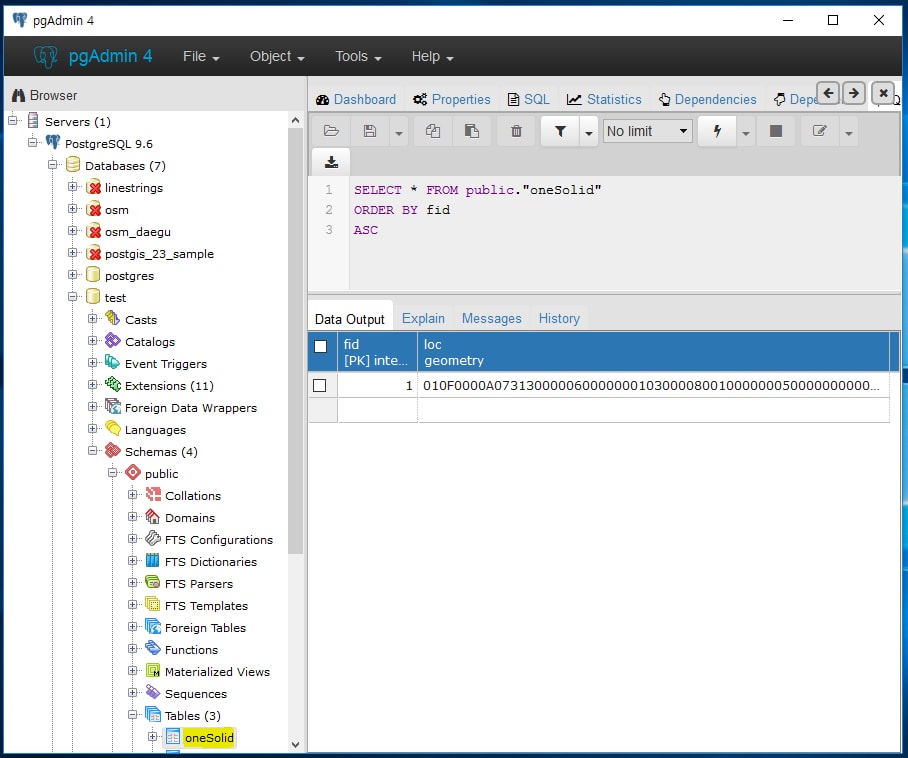 pgAdmin 4
pgAdmin 4 File Object Tools Help
Browser
Servers (1)
PostgreSQL 9.6
Databases (7)
linestrings
osm
osm_daegu
postgis_23_sample
postgres
test
Casts
Catalogs
Event Triggers
Extensions (11)
Foreign Data Wrappers
Languages
Schemas (4)
public
Collations
Domains
FTS Configurations
FTS Dictionaries
FTS Parsers
FTS Templates
Foreign Tables
Functions
Materialized Views
Sequences
Tables (3)
oneSolid
Dashboard Properties SQL Statistics Dependencies Depe
No limit
1 SELECT * FROM public."oneSolid"
2 ORDER BY fid
3 ASC
Data Output Explain Messages History
fid loc
[PK] inte... geometry
1 010F0000A0731300000600000001030000800100000005000000000000...